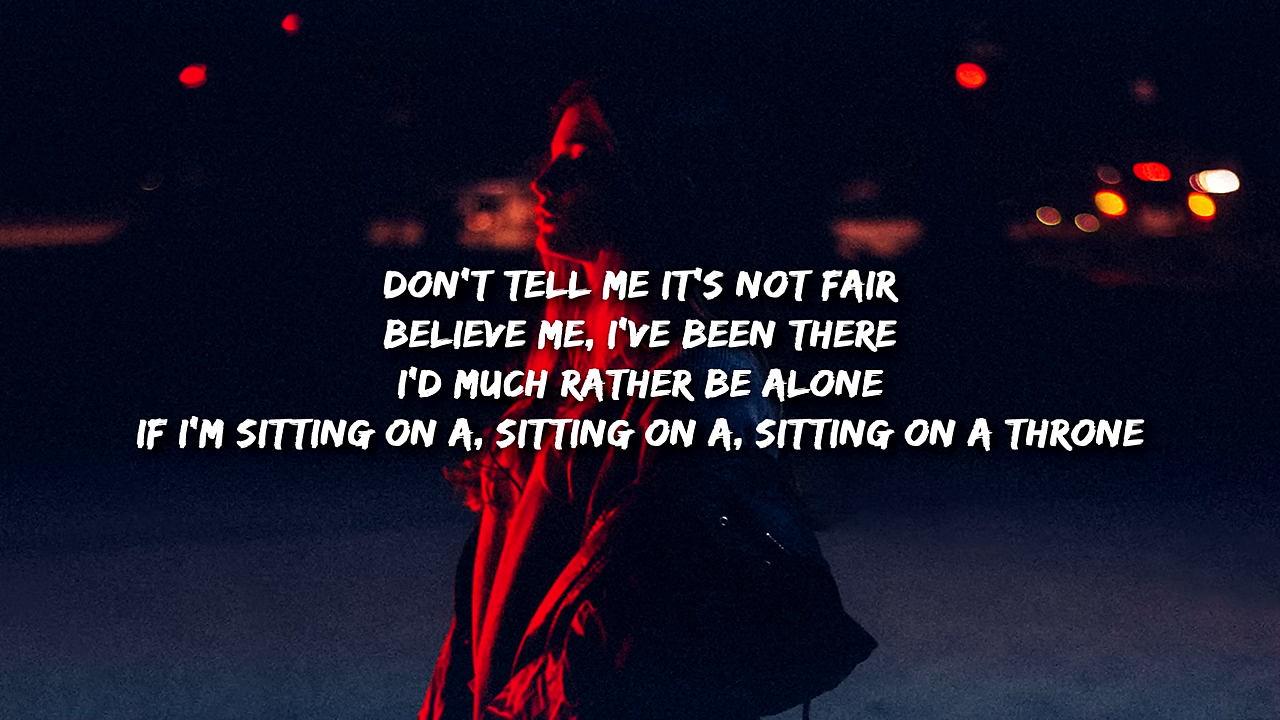 DON'T TELL ME IT'S NOT FAIR
BELIEVE ME, I'VE BEEN THERE
I'D MUCH RATHER BE ALONE
IF I'M SITTING ON A, SITTING ON A, SITTING ON A THRONE